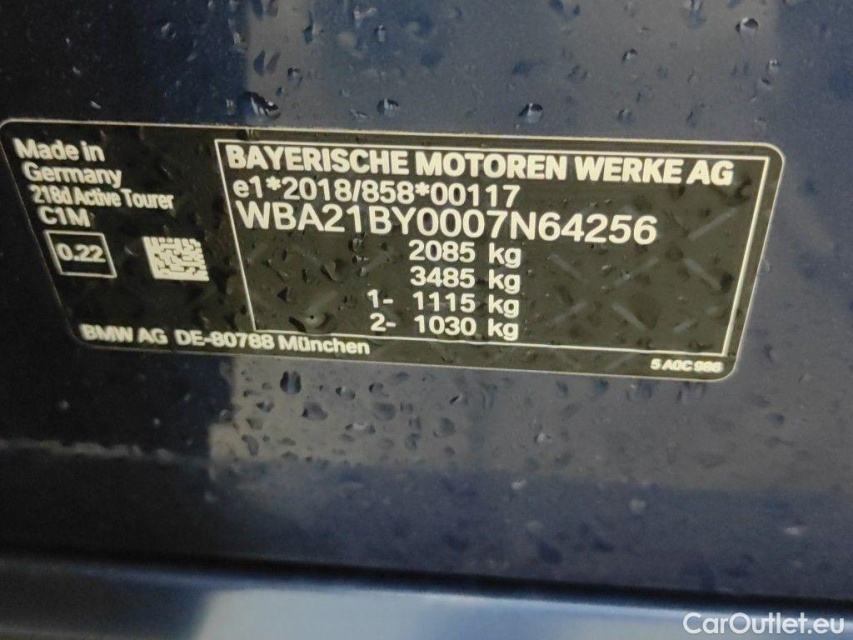 Made in
Germany
218d Active Tourer
C1M
0.22
BAYERISCHE MOTOREN WERKE AG
e1*2018/858*00117
WBA21BY0007N64256
2085 kg
3485 kg
1- 1115 kg
2- 1030 kg
BMW AG DE-80788 München
5 A0C 986
CarOutlet.eu